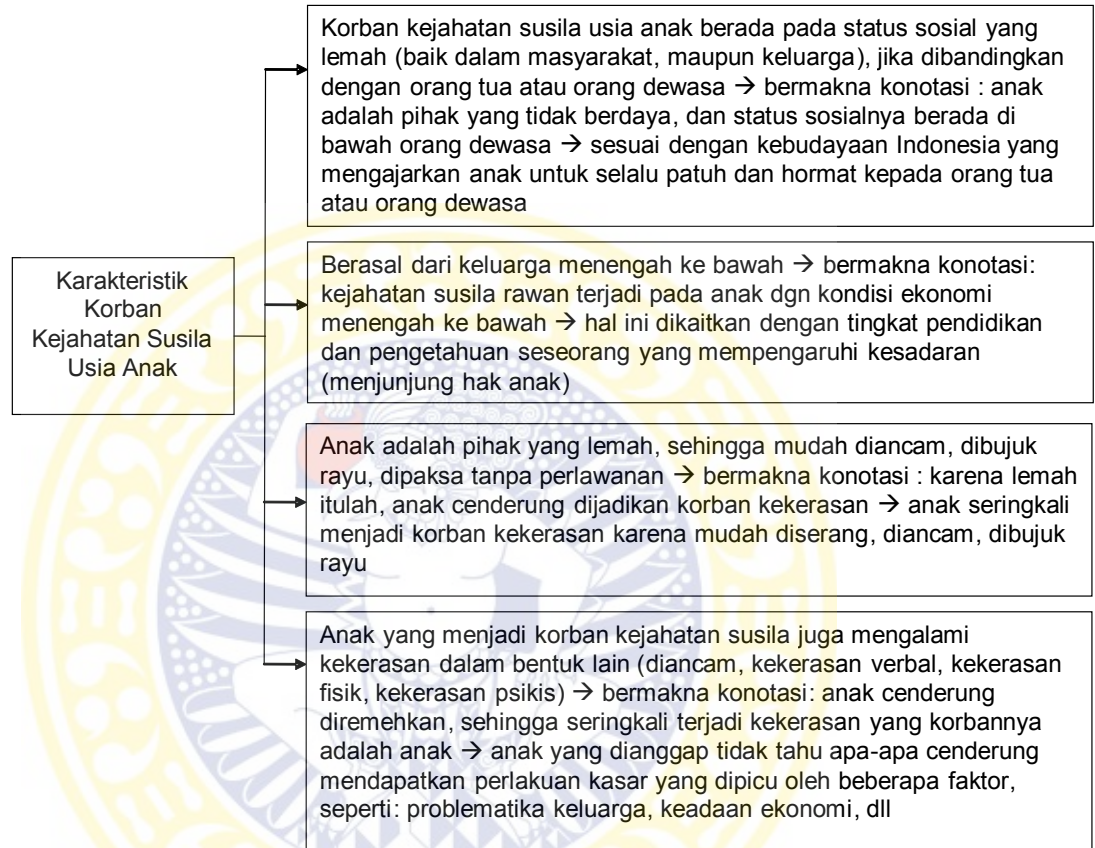 Korban kejahatan susila usia anak berada pada status sosial yang
lemah (baik dalam masyarakat, maupun keluarga), jika dibandingkan
dengan orang tua atau orang dewasa → bermakna konotasi : anak
adalah pihak yang tidak berdaya, dan status sosialnya berada di
bawah orang dewasa → sesuai dengan kebudayaan Indonesia yang
mengajarkan anak untuk selalu patuh dan hormat kepada orang tua
atau orang dewasa
Karakteristik
Korban
Kejahatan Susila
Usia Anak
Berasal dari keluarga menengah ke bawah → bermakna konotasi:
kejahatan susila rawan terjadi pada anak dgn kondisi ekonomi
menengah ke bawah → hal ini dikaitkan dengan tingkat pendidikan
dan pengetahuan seseorang yang mempengaruhi kesadaran
(menjunjung hak anak)
Anak adalah pihak yang lemah, sehingga mudah diancam, dibujuk
rayu, dipaksa tanpa perlawanan → bermakna konotasi : karena lemah
itulah, anak cenderung dijadikan korban kekerasan → anak seringkali
menjadi korban kekerasan karena mudah diserang, diancam, dibujuk
rayu
Anak yang menjadi korban kejahatan susila juga mengalami
kekerasan dalam bentuk lain (diancam, kekerasan verbal, kekerasan
fisik, kekerasan psikis) → bermakna konotasi: anak cenderung
diremehkan, sehingga seringkali terjadi kekerasan yang korbannya
adalah anak → anak yang dianggap tidak tahu apa-apa cenderung
mendapatkan perlakuan kasar yang dipicu oleh beberapa faktor,
seperti: problematika keluarga, keadaan ekonomi, dll